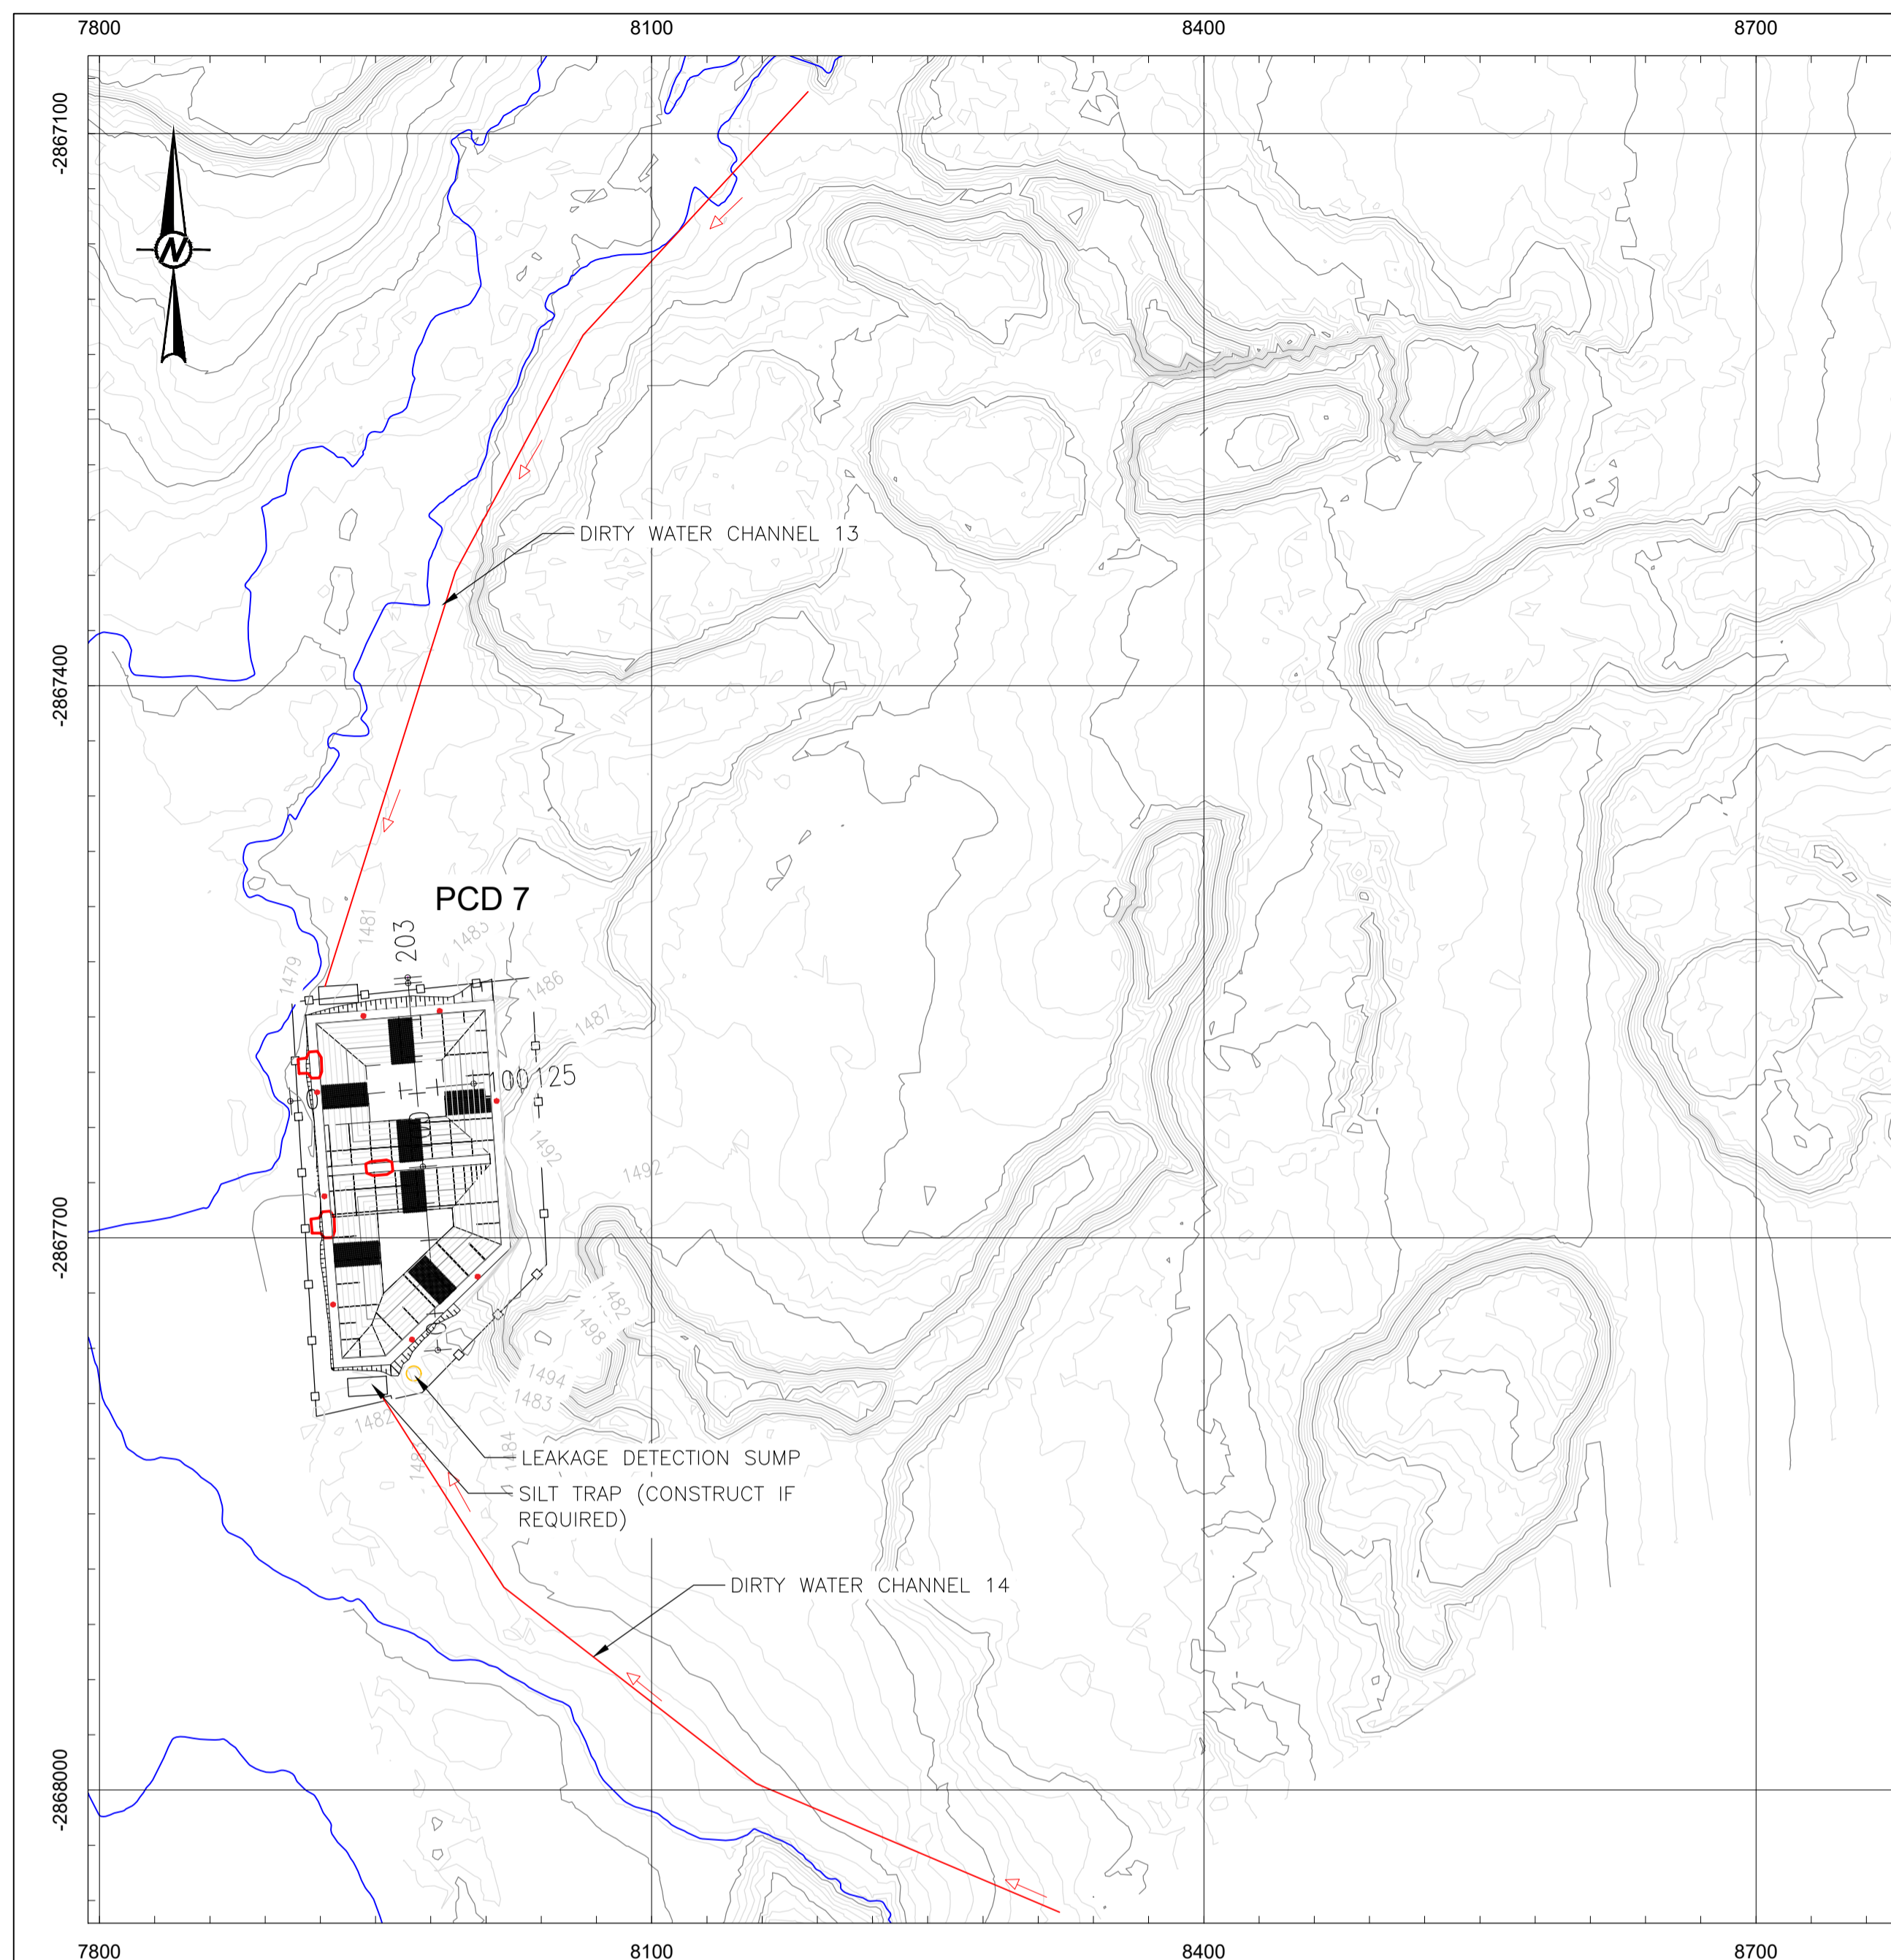 7800 8100 8400 8700
-2867100
N
DIRTY WATER CHANNEL 13
-2867400
PCD 7
1481
203
1483
1479
1486
1487
00125
1492
1492
-2867700
1482
1498
1494
1483
1482
1484
LEAKAGE DETECTION SUMP
SILT TRAP (CONSTRUCT IF
REQUIRED)
DIRTY WATER CHANNEL 14
-2868000
7800 8100 8400 8700